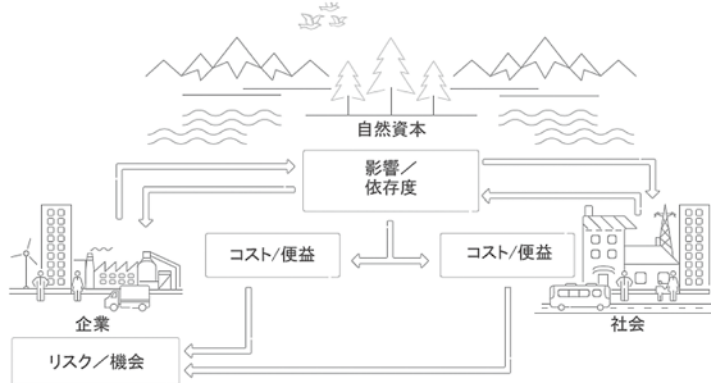 自然資本
影響／
依存度
コスト/便益
コスト/便益
企業
社会
リスク／機会